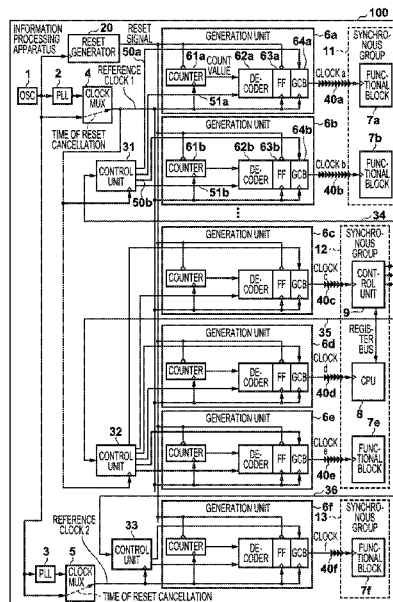 100
INFORMATION
PROCESSING
APPARATUS
20
RESET
GENERATOR
RESET
SIGNAL
50a
REFERENCE
CLOCK 1
1
OSC
2
PLL
4
CLOCK
MUX
TIME OF RESET
CANCELLATION
31
CONTROL
UNIT
50b
GENERATION UNIT
6a
61a
COUNTER
COUNT
VALUE
62a
DE-
CODER
63a
FF
64a
GCB
51a
CLOCK a
40a
11
SYNCHRO-
NOUS
GROUP
FUNC-
TIONAL
BLOCK
7a
GENERATION UNIT
6b
61b
COUNTER
62b
DE-
CODER
63b
FF
64b
GCB
51b
CLOCK b
40b
7b
FUNC-
TIONAL
BLOCK
34
GENERATION UNIT
6c
COUNTER
DE-
CODER
FF
GCB
CLOCK
c
40c
12
SYNCHRO-
NOUS
GROUP
CONT-
ROL
UNIT
9
35
REGISTER
BUS
GENERATION UNIT
6d
COUNTER
DE-
CODER
FF
GCB
CLOCK
d
40d
CPU
8
32
CONTROL
UNIT
GENERATION UNIT
6e
COUNTER
DE-
CODER
FF
GCB
CLOCK
e
40e
7e
FUNC-
TIONAL
BLOCK
36
REFERENCE
CLOCK 2
3
PLL
5
CLOCK
MUX
TIME OF RESET
CANCELLATION
33
CONTROL
UNIT
GENERATION UNIT
6f
COUNTER
DE-
CODER
FF
GCB
CLOCK
f
40f
13
SYNCHRO-
NOUS
GROUP
FUNC-
TIONAL
BLOCK
7f